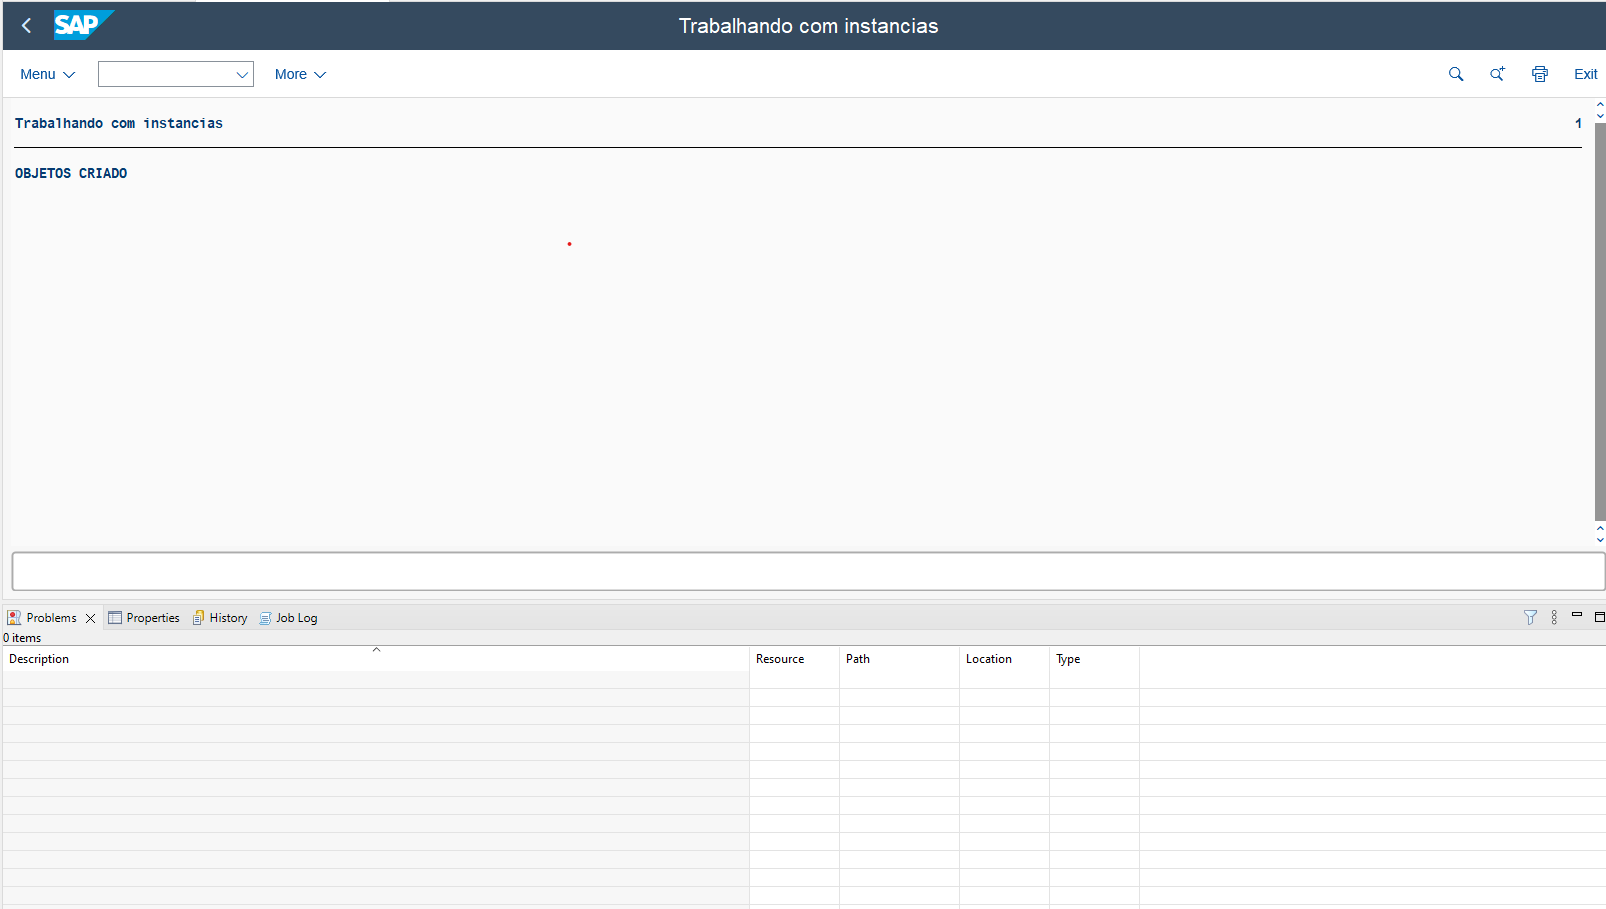 SAP Trabalhando com instancias
Menu More Exit
Trabalhando com instancias 1
OBJETOS CRIADO
Problems Properties History Job Log
0 items
Description Resource Path Location Type